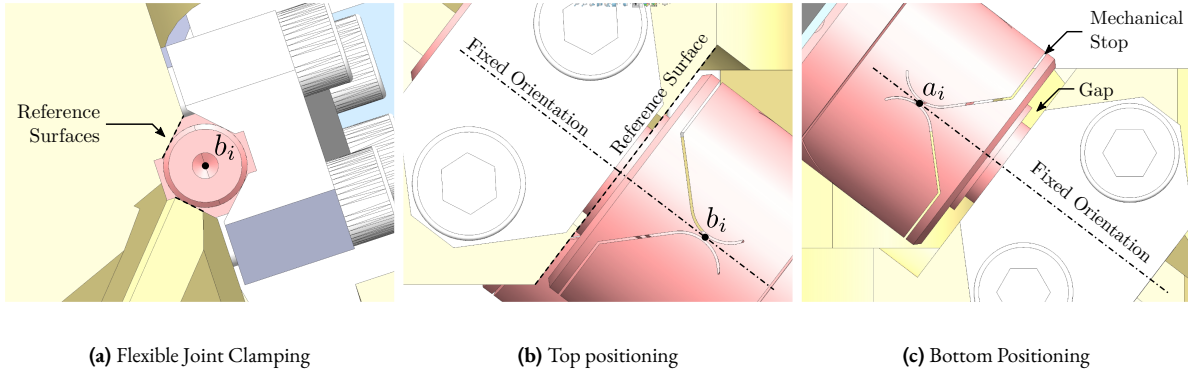 Reference
Surfaces
b_i
Fixed Orientation
Reference Surface
b_i
Mechanical
Stop
a_i
Gap
Fixed Orientation
(a) Flexible Joint Clamping
(b) Top positioning
(c) Bottom Positioning